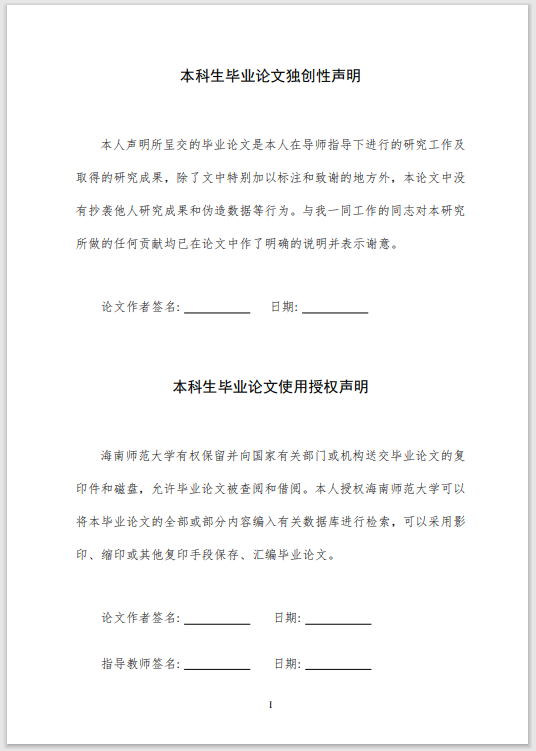 本科生毕业论文独创性声明
本人声明所呈交的毕业论文是本人在导师指导下进行的研究工作及
取得的研究成果，除了文中特别加以标注和致谢的地方外，本论文中没
有抄袭他人研究成果和伪造数据等行为。与我一同工作的同志对本研究
所做的任何贡献均已在论文中作了明确的说明并表示谢意。
论文作者签名: __________ 日期: __________
本科生毕业论文使用授权声明
海南师范大学有权保留并向国家有关部门或机构送交毕业论文的复
印件和磁盘，允许毕业论文被查阅和借阅。本人授权海南师范大学可以
将本毕业论文的全部或部分内容编入有关数据库进行检索，可以采用影
印、缩印或其他复印手段保存、汇编毕业论文。
论文作者签名: __________ 日期: __________
指导教师签名: __________ 日期: __________
I